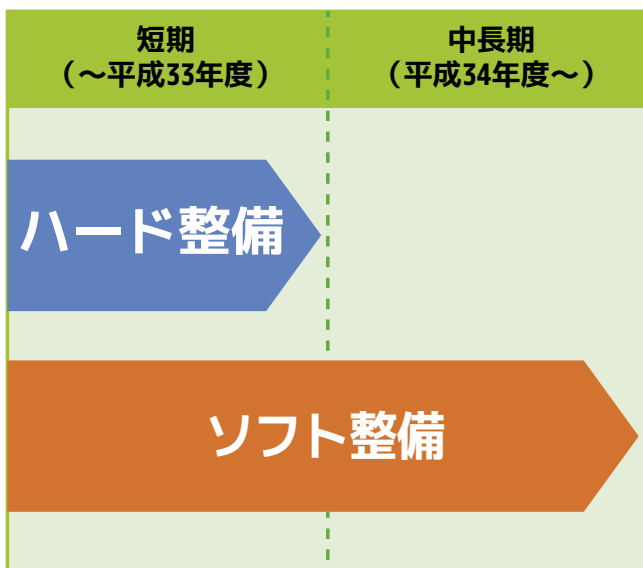 短期
（～平成33年度）
中長期
（平成34年度～）
ハード整備
ソフト整備